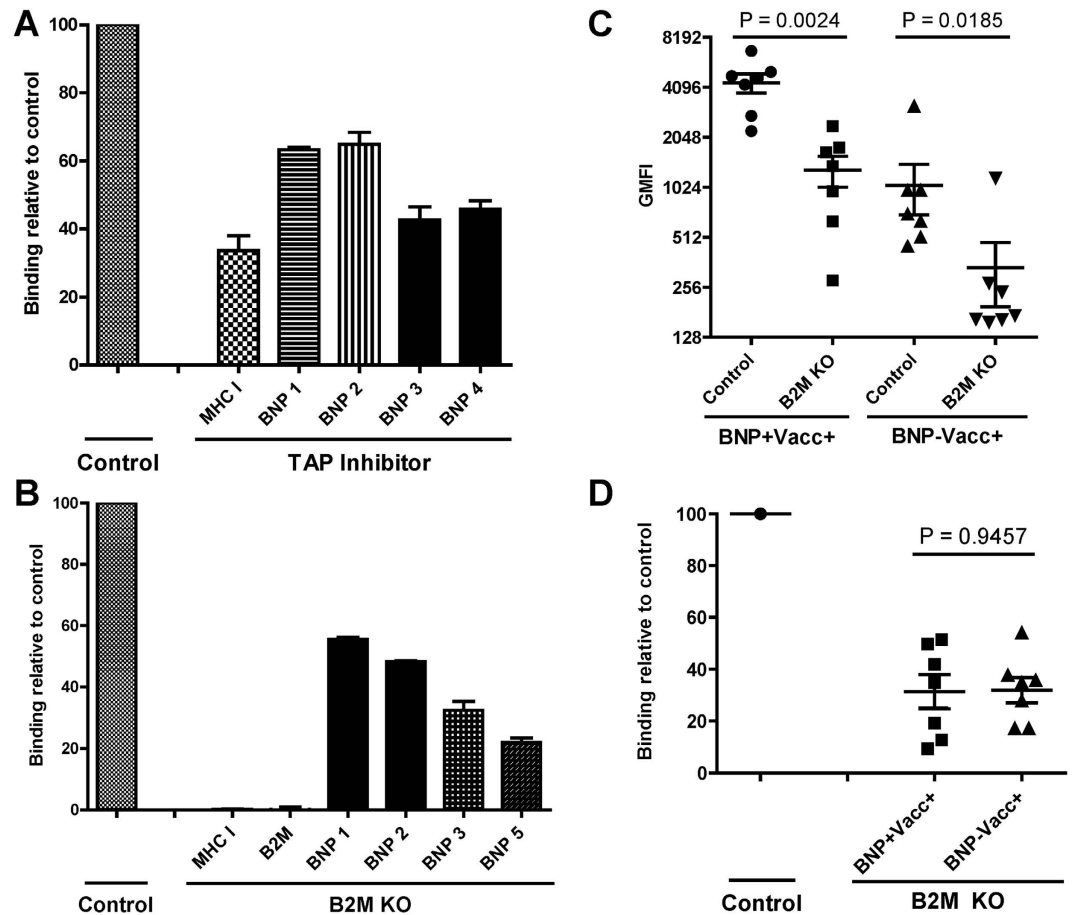 A
Binding relative to control
100
80
60
40
20
0
MHC I
BNP 1
BNP 2
BNP 3
BNP 4
Control
TAP Inhibitor
B
Binding relative to control
100
80
60
40
20
0
MHC I
B2M
BNP 1
BNP 2
BNP 3
BNP 5
Control
B2M KO
C
P = 0.0024
P = 0.0185
GMFI
8192
4096
2048
1024
512
256
128
Control
B2M KO
Control
B2M KO
BNP+Vacc+
BNP-Vacc+
D
P = 0.9457
Binding relative to control
100
80
60
40
20
0
BNP+Vacc+
BNP-Vacc+
Control
B2M KO